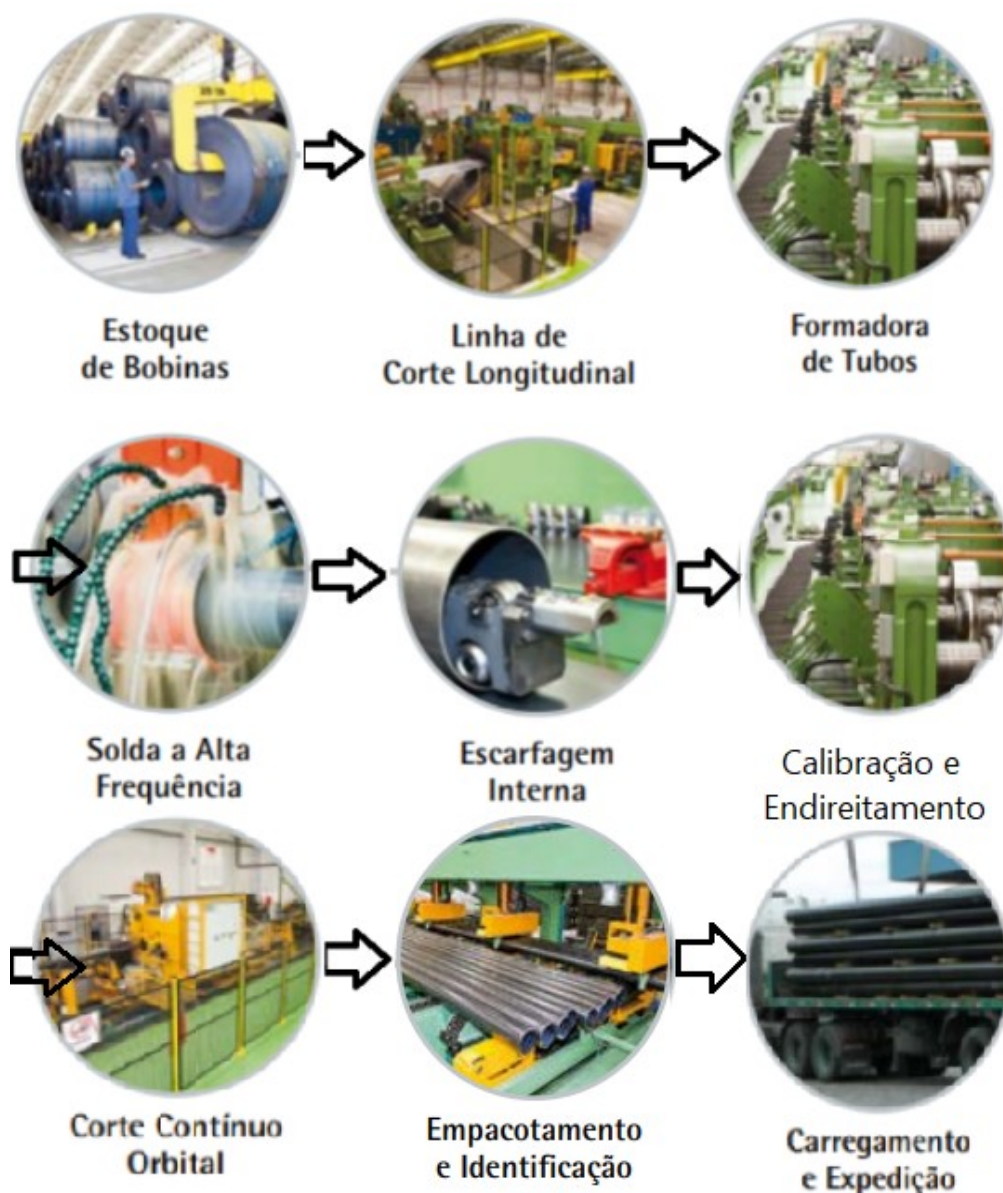 Estoque
de Bobinas
Linha de
Corte Longitudinal
Formadora
de Tubos
Solda a Alta
Frequência
Escarfagem
Interna
Calibração e
Endireitamento
Corte Contínuo
Orbital
Empacotamento
e Identificação
Carregamento
e Expedição